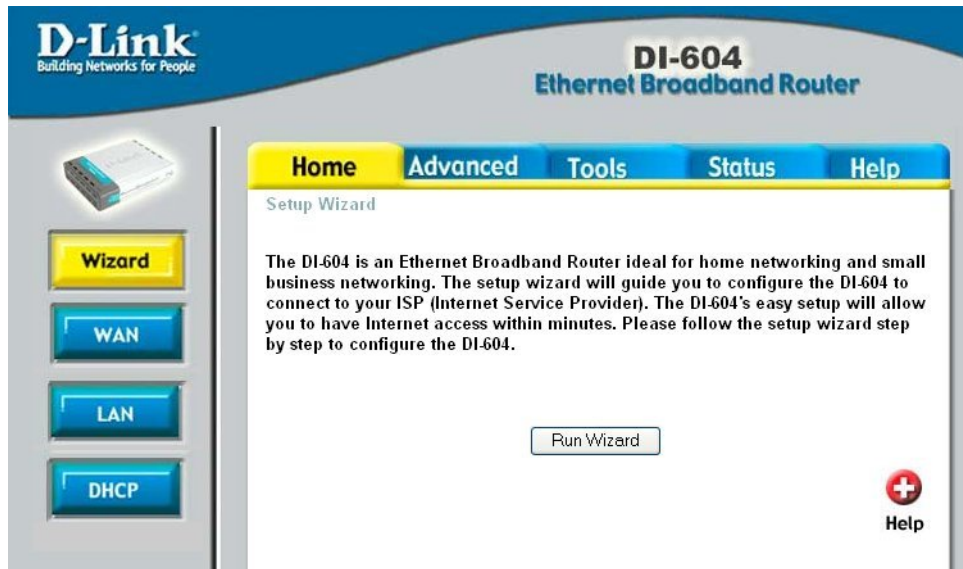 D-Link
Building Networks for People
DI-604
Ethernet Broadband Router
Home
Advanced
Tools
Status
Help
Wizard
WAN
LAN
DHCP
Setup Wizard
The DI-604 is an Ethernet Broadband Router ideal for home networking and small
business networking. The setup wizard will guide you to configure the DI-604 to
connect to your ISP (Internet Service Provider). The DI-604's easy setup will allow
you to have Internet access within minutes. Please follow the setup wizard step
by step to configure the DI-604.
Run Wizard
Help